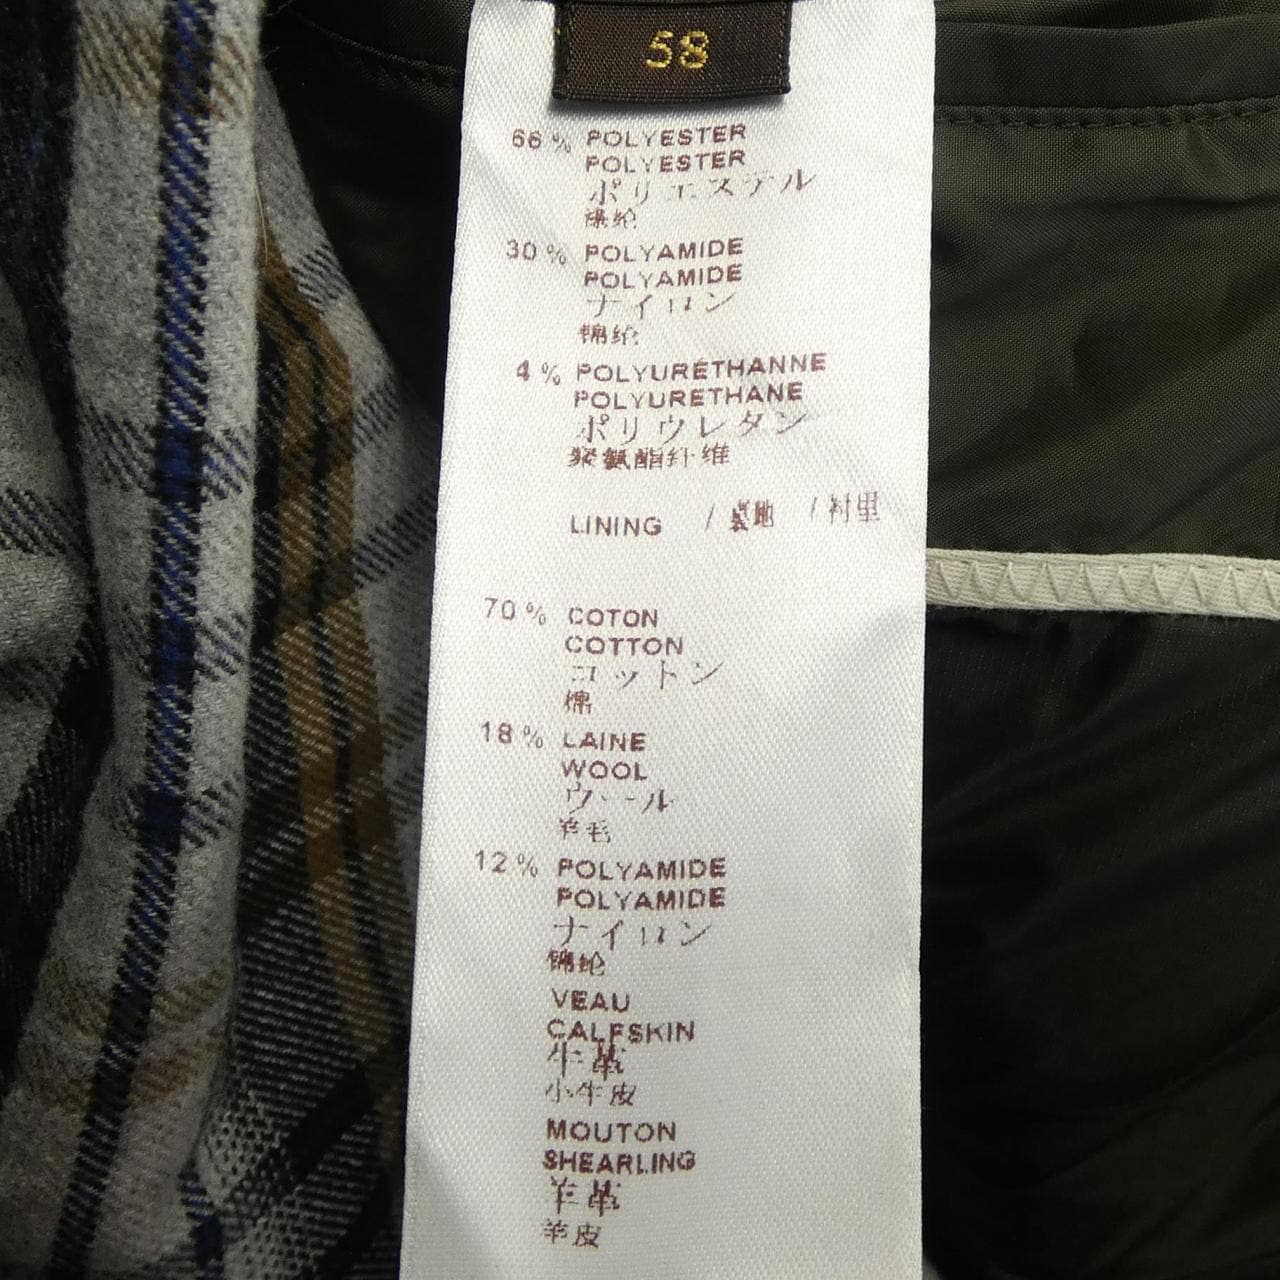 58
66 % POLYESTER
POLYESTER
ポリエステル
涤纶
30 % POLYAMIDE
POLYAMIDE
ナイロン
锦纶
4 % POLYURÉTHANNE
POLYURETHANE
ポリウレタン
聚氨酯纤维
LINING / 裏地 / 衬里
70 % COTON
COTTON
コットン
棉
18 % LAINE
WOOL
ウール
羊毛
12 % POLYAMIDE
POLYAMIDE
ナイロン
锦纶
VEAU
CALFSKIN
牛革
小牛皮
MOUTON
SHEARLING
羊革
羊皮